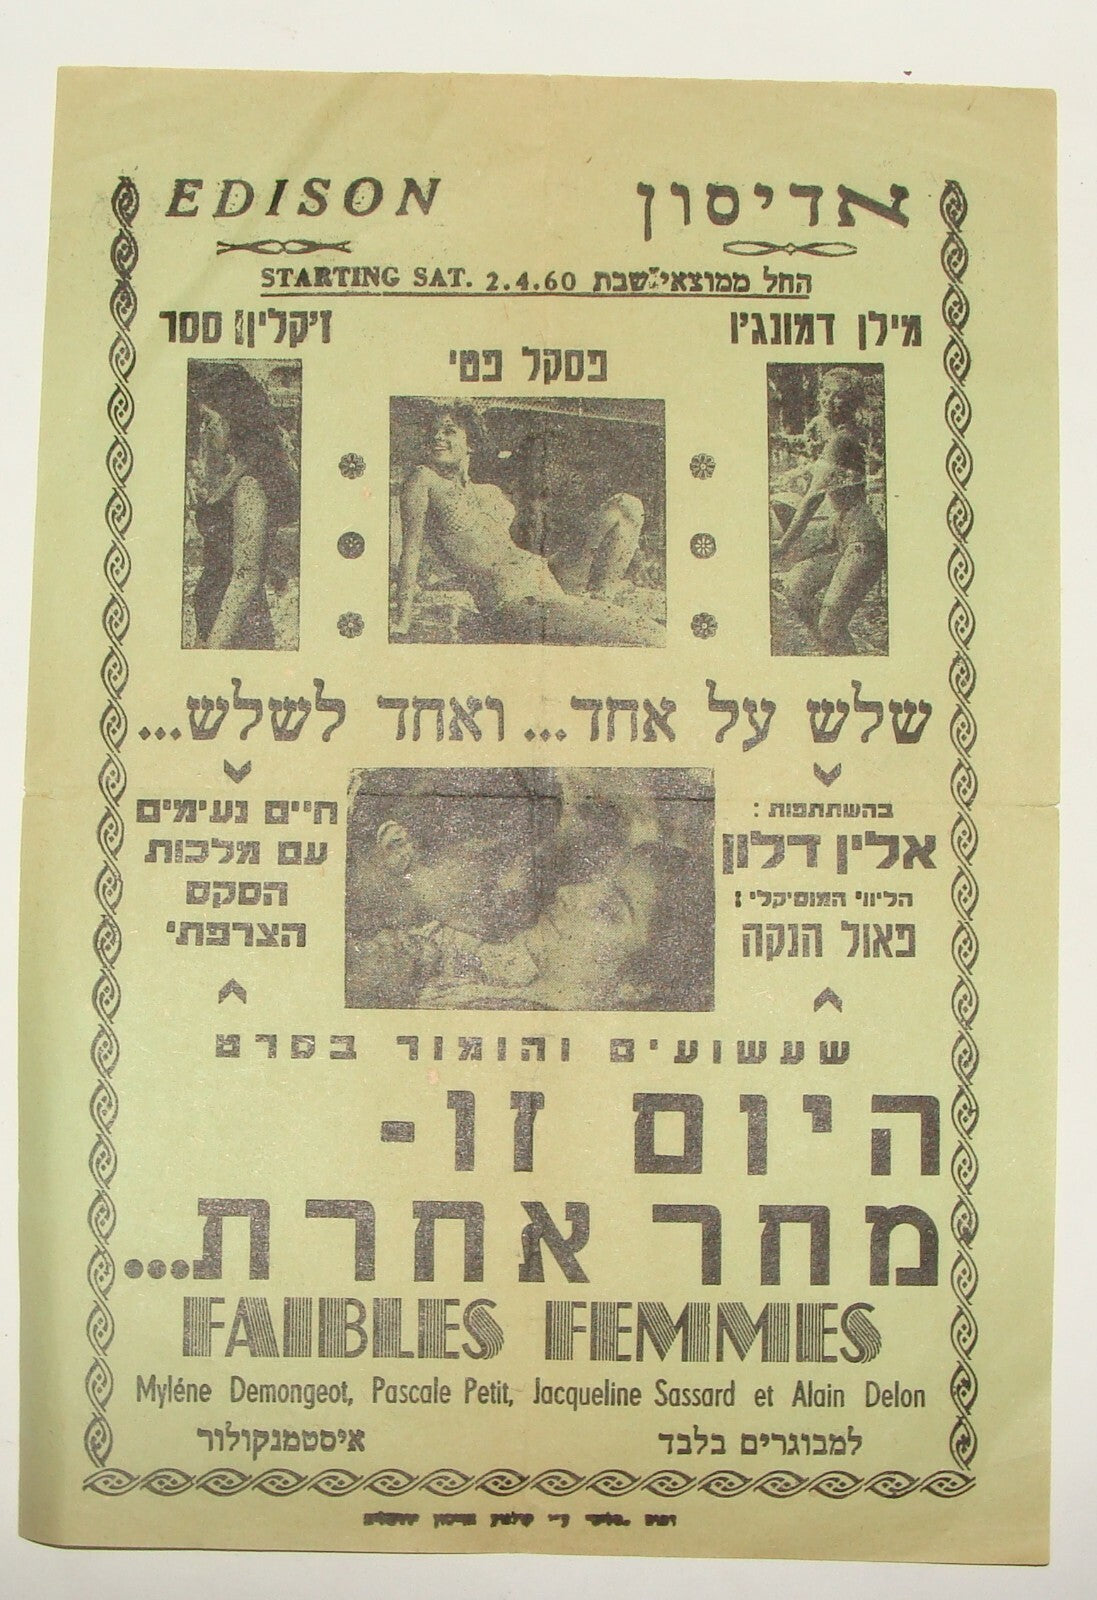 EDISON אדיסון
STARTING SAT. 2.4.60 החל ממוצאי שבת
מילן דמונג'ו
פסקל פטי
ז'קלין ססר
שלש על אחד... ואחד לשלש...
בהשתתפות:
אלין דלון
הליווי המוסיקלי:
פאול הנקה
חיים נעימים
עם מלכות
הסקס
הצרפתי
שעשועים והומור בסרט
היום זו -
מחר אחרת...
FAIBLES FEMMES
Myléne Demongeot, Pascale Petit, Jacqueline Sassard et Alain Delon
למבוגרים בלבד איסטמנקולור
דפוס